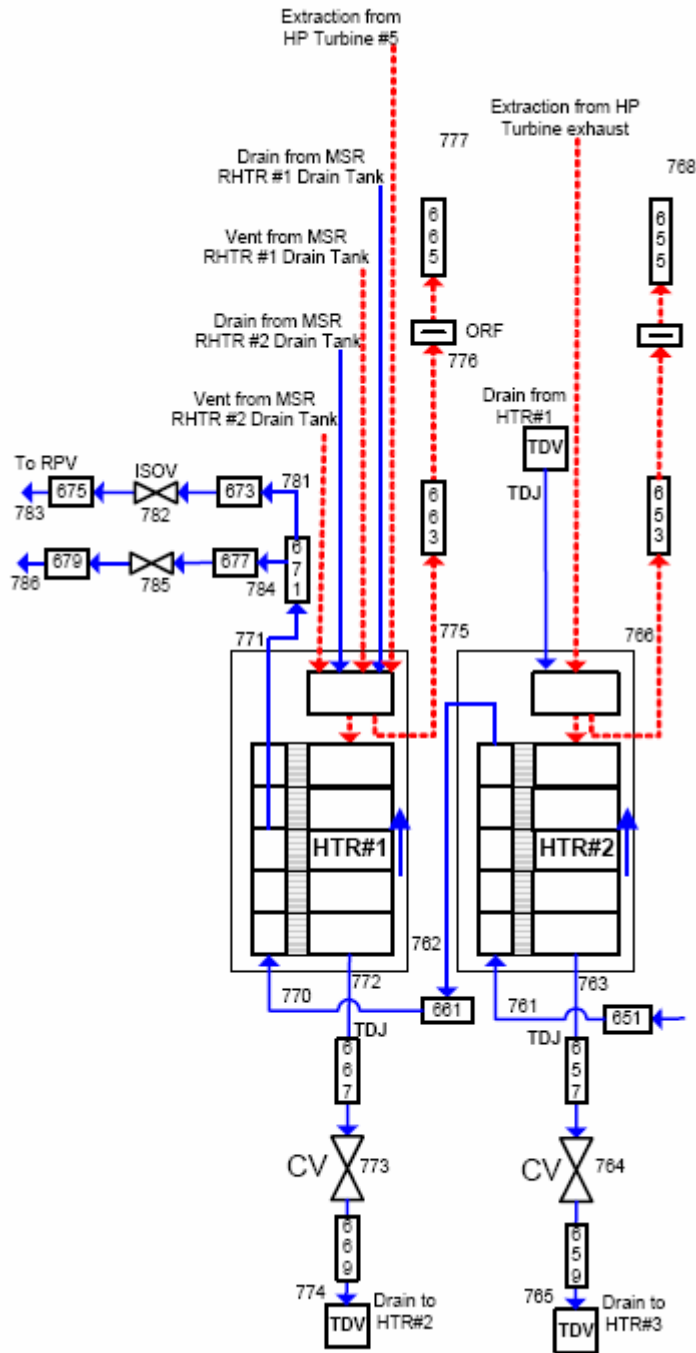 Extraction from
HP Turbine #5
Extraction from HP
Turbine exhaust
777
768
Drain from MSR
RHTR #1 Drain Tank
665
655
Vent from MSR
RHTR #1 Drain Tank
Drain from MSR
RHTR #2 Drain Tank
ORF
776
Drain from
HTR#1
Vent from MSR
RHTR #2 Drain Tank
TDV
To RPV
ISOV
781
TDJ
675
673
663
653
783
782
671
679
677
786
785
784
771
775
766
HTR#1
HTR#2
762
772
763
770
761
661
651
TDJ
TDJ
667
657
CV
773
CV
764
669
659
774
Drain to
HTR#2
TDV
765
Drain to
HTR#3
TDV